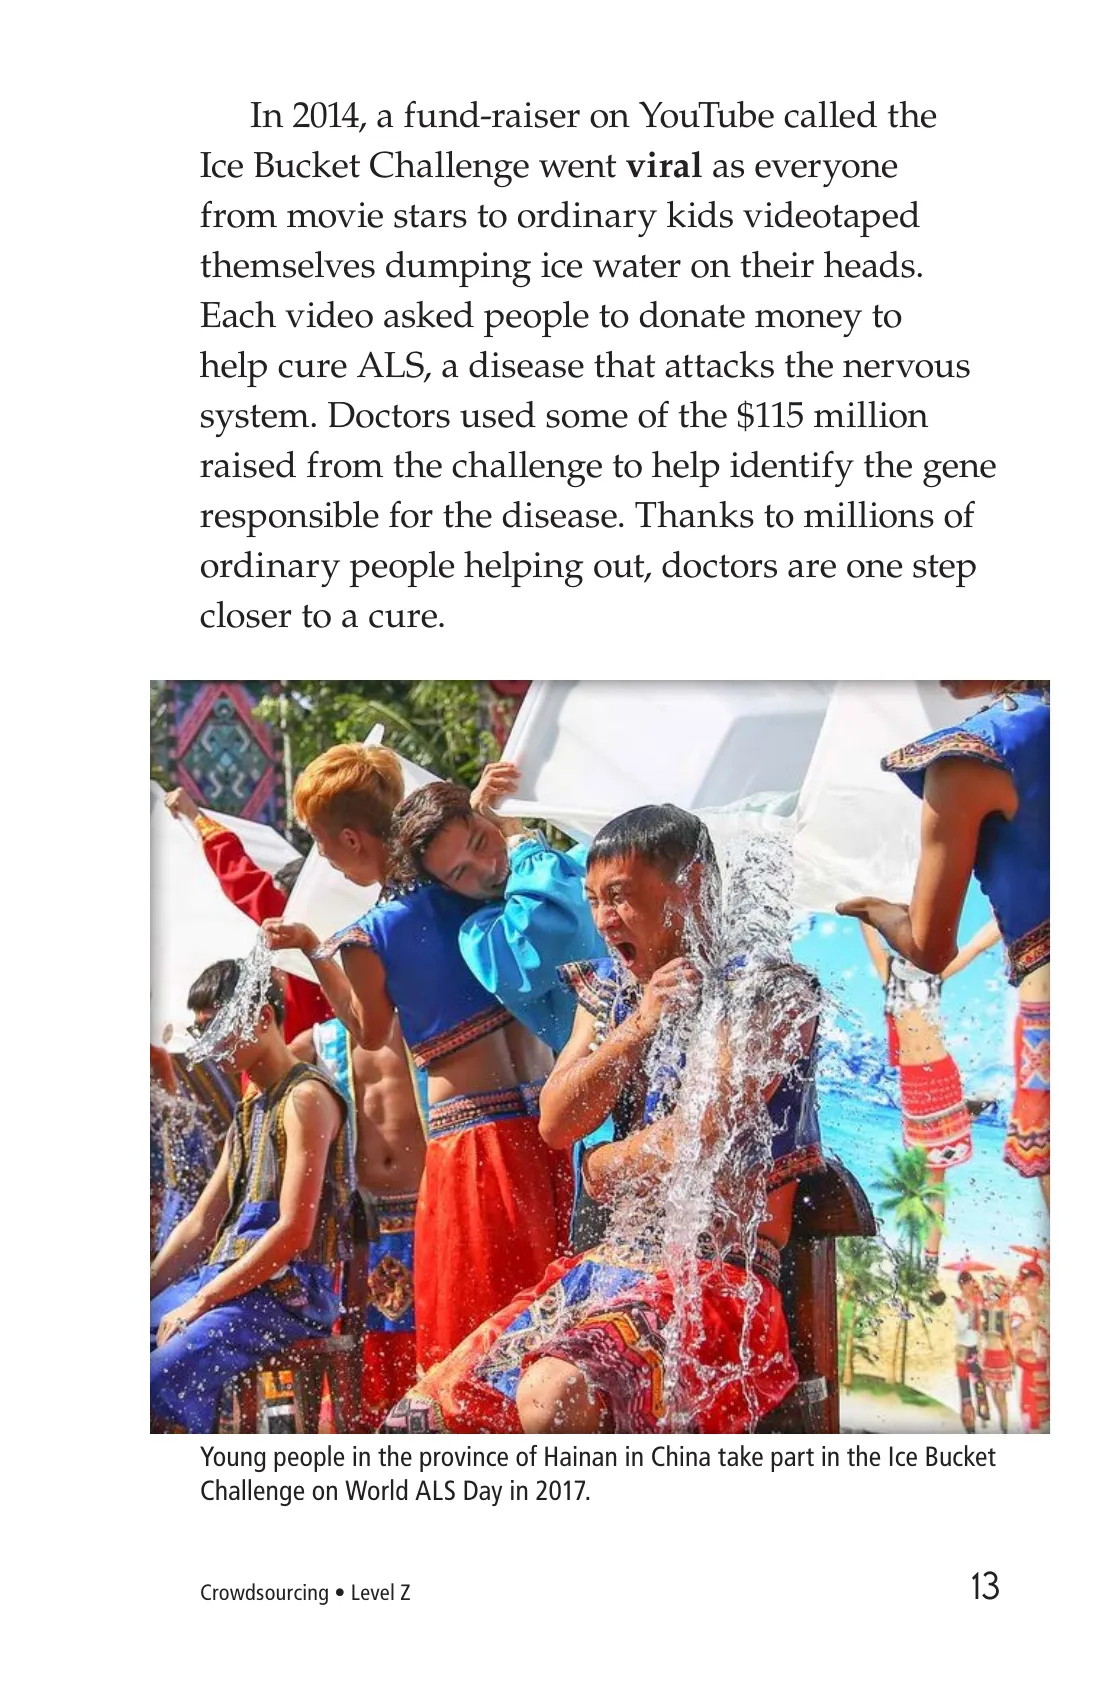 In 2014, a fund-raiser on YouTube called the
Ice Bucket Challenge went viral as everyone
from movie stars to ordinary kids videotaped
themselves dumping ice water on their heads.
Each video asked people to donate money to
help cure ALS, a disease that attacks the nervous
system. Doctors used some of the $115 million
raised from the challenge to help identify the gene
responsible for the disease. Thanks to millions of
ordinary people helping out, doctors are one step
closer to a cure.
Young people in the province of Hainan in China take part in the Ice Bucket
Challenge on World ALS Day in 2017.
Crowdsourcing • Level Z
13